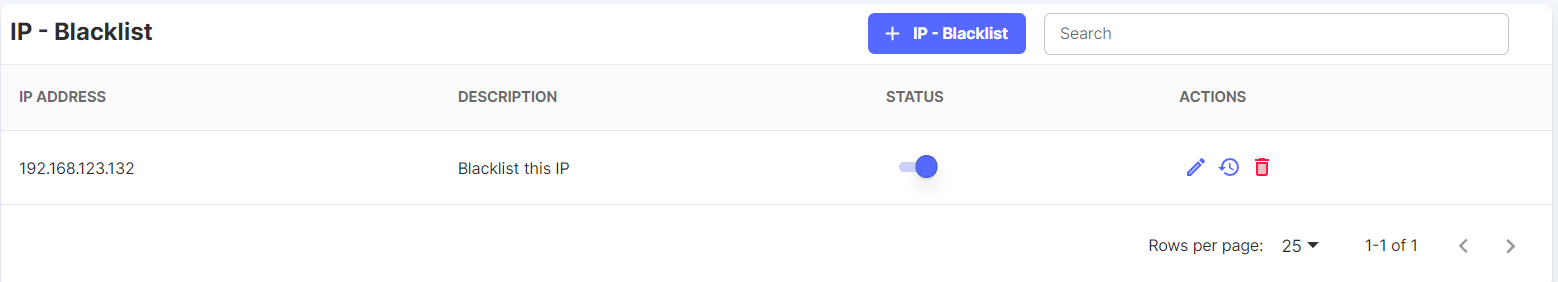 IP - Blacklist
+ IP - Blacklist
Search
IP ADDRESS DESCRIPTION STATUS ACTIONS
192.168.123.132 Blacklist this IP
Rows per page: 25 1-1 of 1